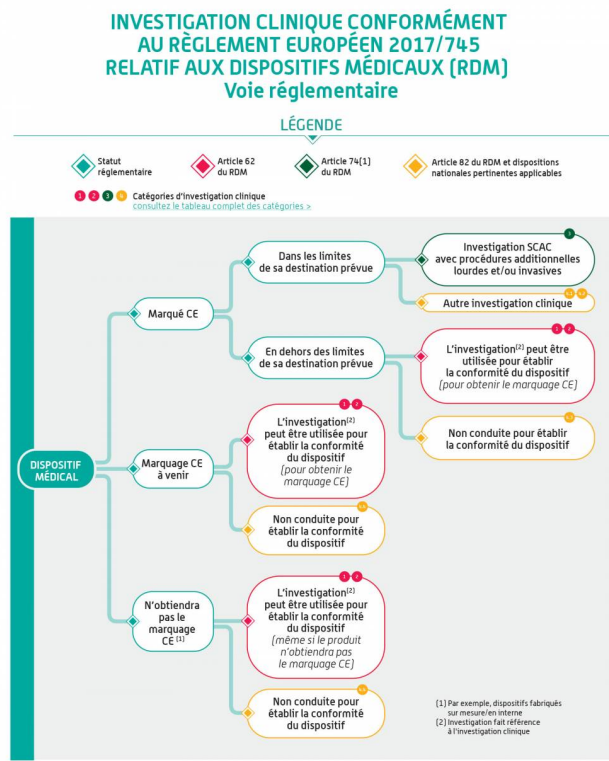 INVESTIGATION CLINIQUE CONFORMÉMENT
AU RÈGLEMENT EUROPÉEN 2017/745
RELATIF AUX DISPOSITIFS MÉDICAUX (RDM)
Voie réglementaire
LÉGENDE
Statut
réglementaire
Article 62
du RDM
Article 74(1)
du RDM
Article 82 du RDM et dispositions
nationales pertinentes applicables
1 2 3 4 Catégories d'investigation clinique
consultez le tableau complet des catégories >
DISPOSITIF
MÉDICAL
Marqué CE
Dans les limites
de sa destination prévue
3
Investigation SCAC
avec procédures additionnelles
lourdes et/ou invasives
Autre investigation clinique
En dehors des limites
de sa destination prévue
1 2
L'investigation(2) peut être
utilisée pour établir
la conformité du dispositif
(pour obtenir le marquage CE)
Non conduite pour établir
la conformité du dispositif
Marquage CE
à venir
1 2
L'investigation(2)
peut être utilisée pour
établir la conformité
du dispositif
(pour obtenir le
marquage CE)
Non conduite pour
établir la conformité
du dispositif
N'obtiendra
pas le
marquage
CE (1)
1 2
L'investigation(2)
peut être utilisée pour
établir la conformité
du dispositif
(même si le produit
n'obtiendra pas
le marquage CE)
Non conduite pour
établir la conformité
du dispositif
(1) Par exemple, dispositifs fabriqués
sur mesure/en interne
(2) Investigation fait référence
à l'investigation clinique